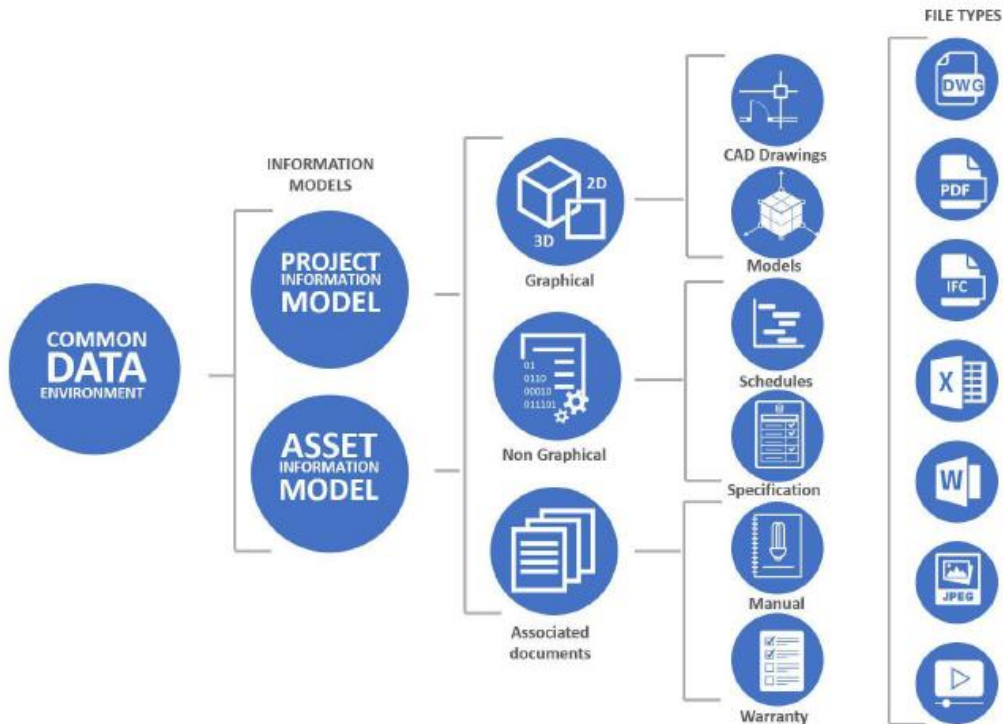 FILE TYPES
DWG
PDF
IFC
X
W
JPEG
INFORMATION
MODELS
COMMON
DATA
ENVIRONMENT
PROJECT
INFORMATION
MODEL
ASSET
INFORMATION
MODEL
2D
3D
Graphical
01
0110
00010
011101
Non Graphical
Associated
documents
CAD Drawings
Models
Schedules
Specification
Manual
Warranty